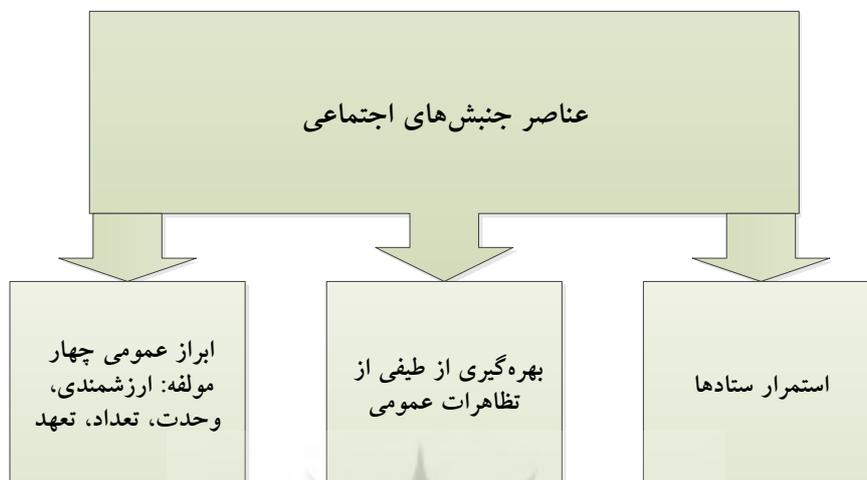 عناصر جنبش‌های اجتماعی
استمرار ستادها
بهره‌گیری از طیفی از
تظاهرات عمومی
ابراز عمومی چهار
مولفه: ارزشمندی،
وحدت، تعداد، تعهد